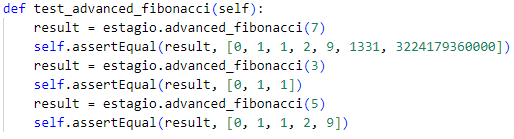 def test_advanced_fibonacci(self):
    result = estagio.advanced_fibonacci(7)
    self.assertEqual(result, [0, 1, 1, 2, 9, 1331, 3224179360000])
    result = estagio.advanced_fibonacci(3)
    self.assertEqual(result, [0, 1, 1])
    result = estagio.advanced_fibonacci(5)
    self.assertEqual(result, [0, 1, 1, 2, 9])